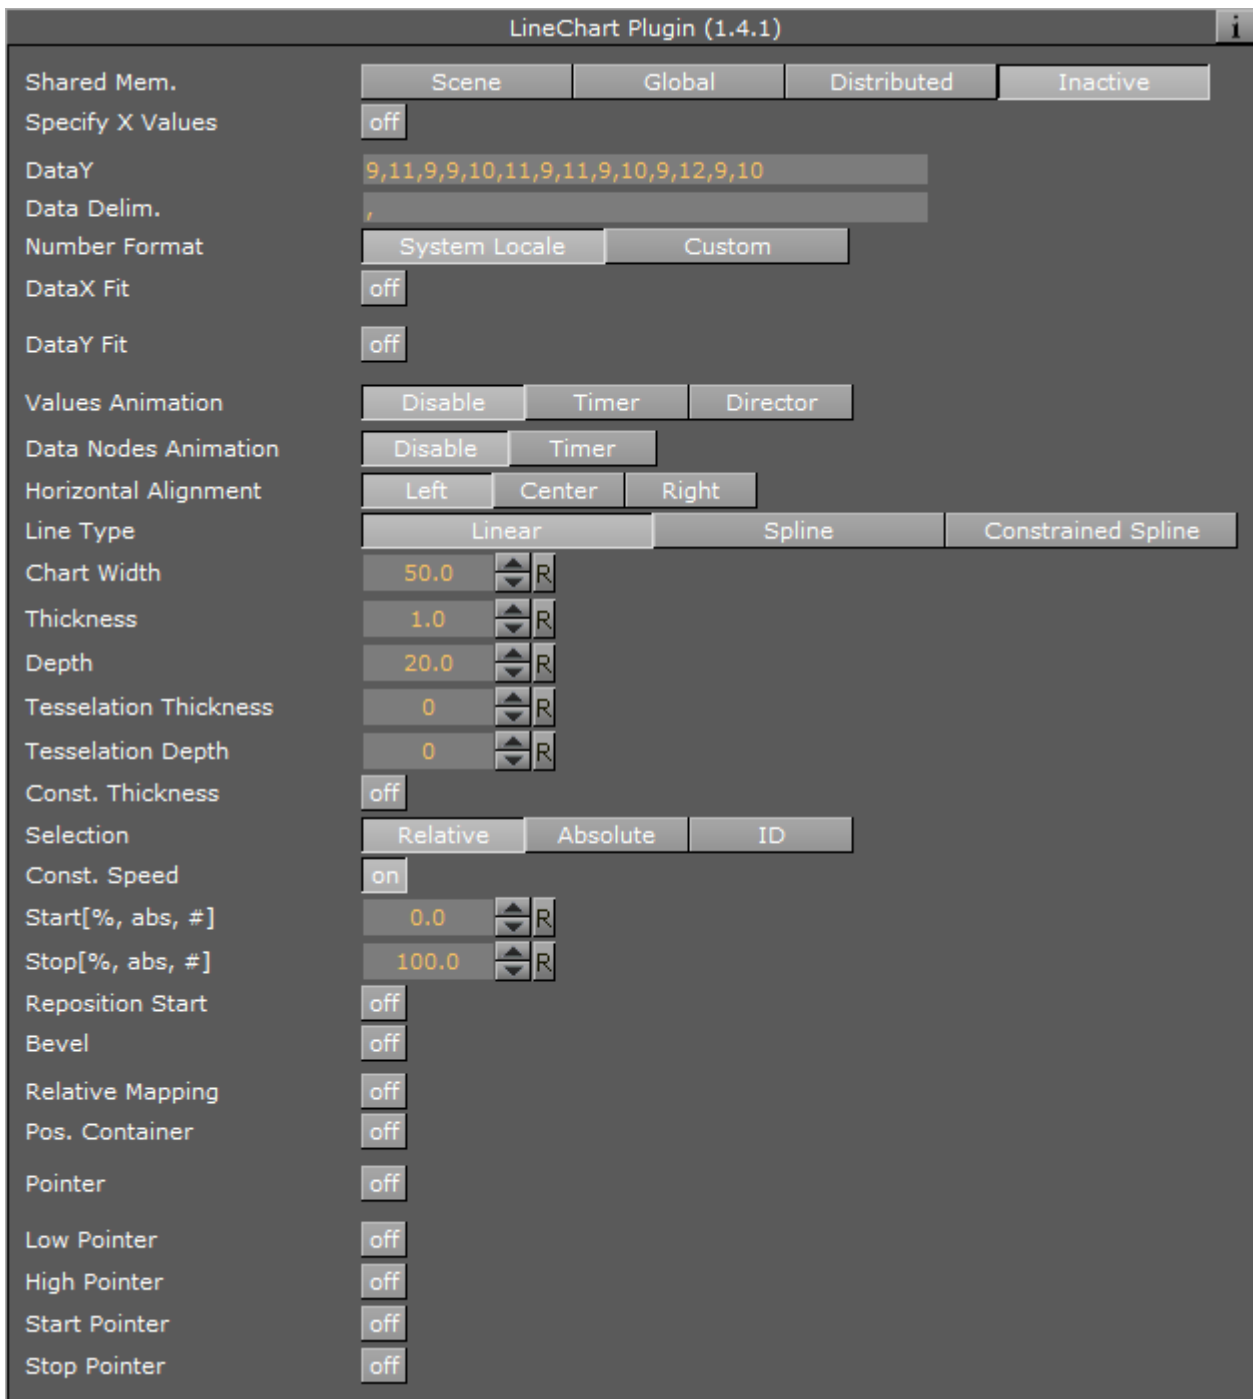 LineChart Plugin (1.4.1) i
Shared Mem. Scene Global Distributed Inactive
Specify X Values off
DataY 9,11,9,9,10,11,9,11,9,10,9,12,9,10
Data Delim. ,
Number Format System Locale Custom
DataX Fit off
DataY Fit off
Values Animation Disable Timer Director
Data Nodes Animation Disable Timer
Horizontal Alignment Left Center Right
Line Type Linear Spline Constrained Spline
Chart Width 50.0 R
Thickness 1.0 R
Depth 20.0 R
Tesselation Thickness 0 R
Tesselation Depth 0 R
Const. Thickness off
Selection Relative Absolute ID
Const. Speed on
Start[%, abs, #] 0.0 R
Stop[%, abs, #] 100.0 R
Reposition Start off
Bevel off
Relative Mapping off
Pos. Container off
Pointer off
Low Pointer off
High Pointer off
Start Pointer off
Stop Pointer off